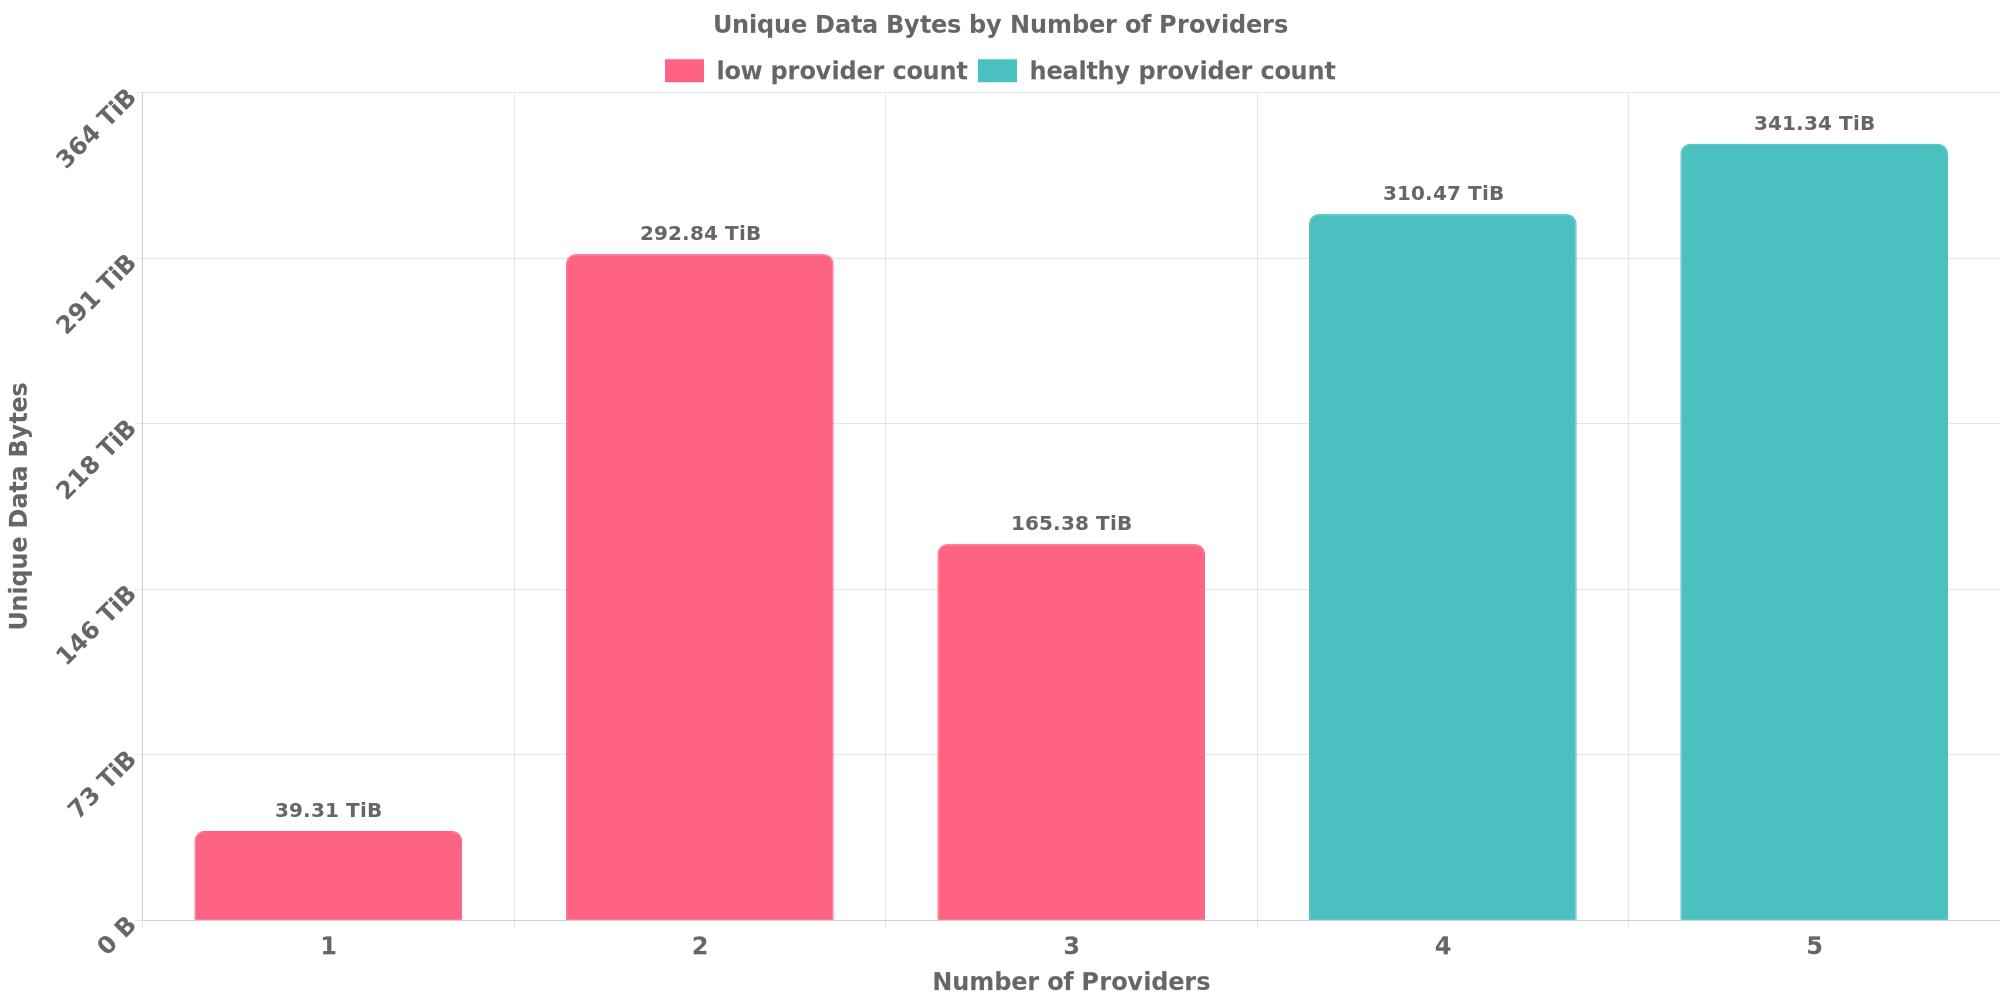 Unique Data Bytes by Number of Providers
low provider count healthy provider count
364 TiB
291 TiB
218 TiB
146 TiB
73 TiB
0 B
Unique Data Bytes
39.31 TiB
292.84 TiB
165.38 TiB
310.47 TiB
341.34 TiB
1 2 3 4 5
Number of Providers